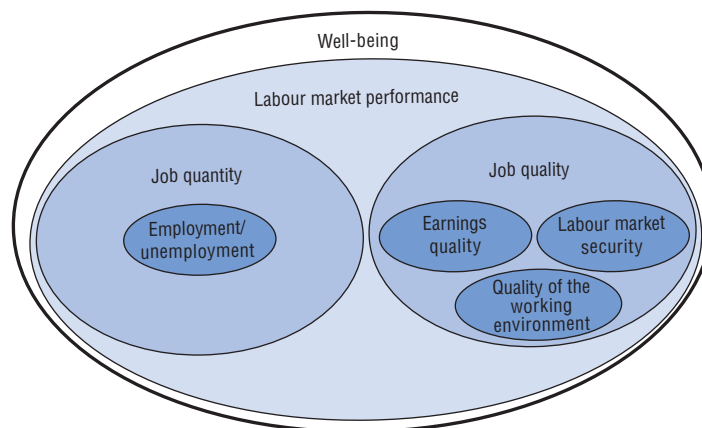 Well-being
Labour market performance
Job quantity
Employment/
unemployment
Job quality
Earnings
quality
Labour market
security
Quality of the
working
environment